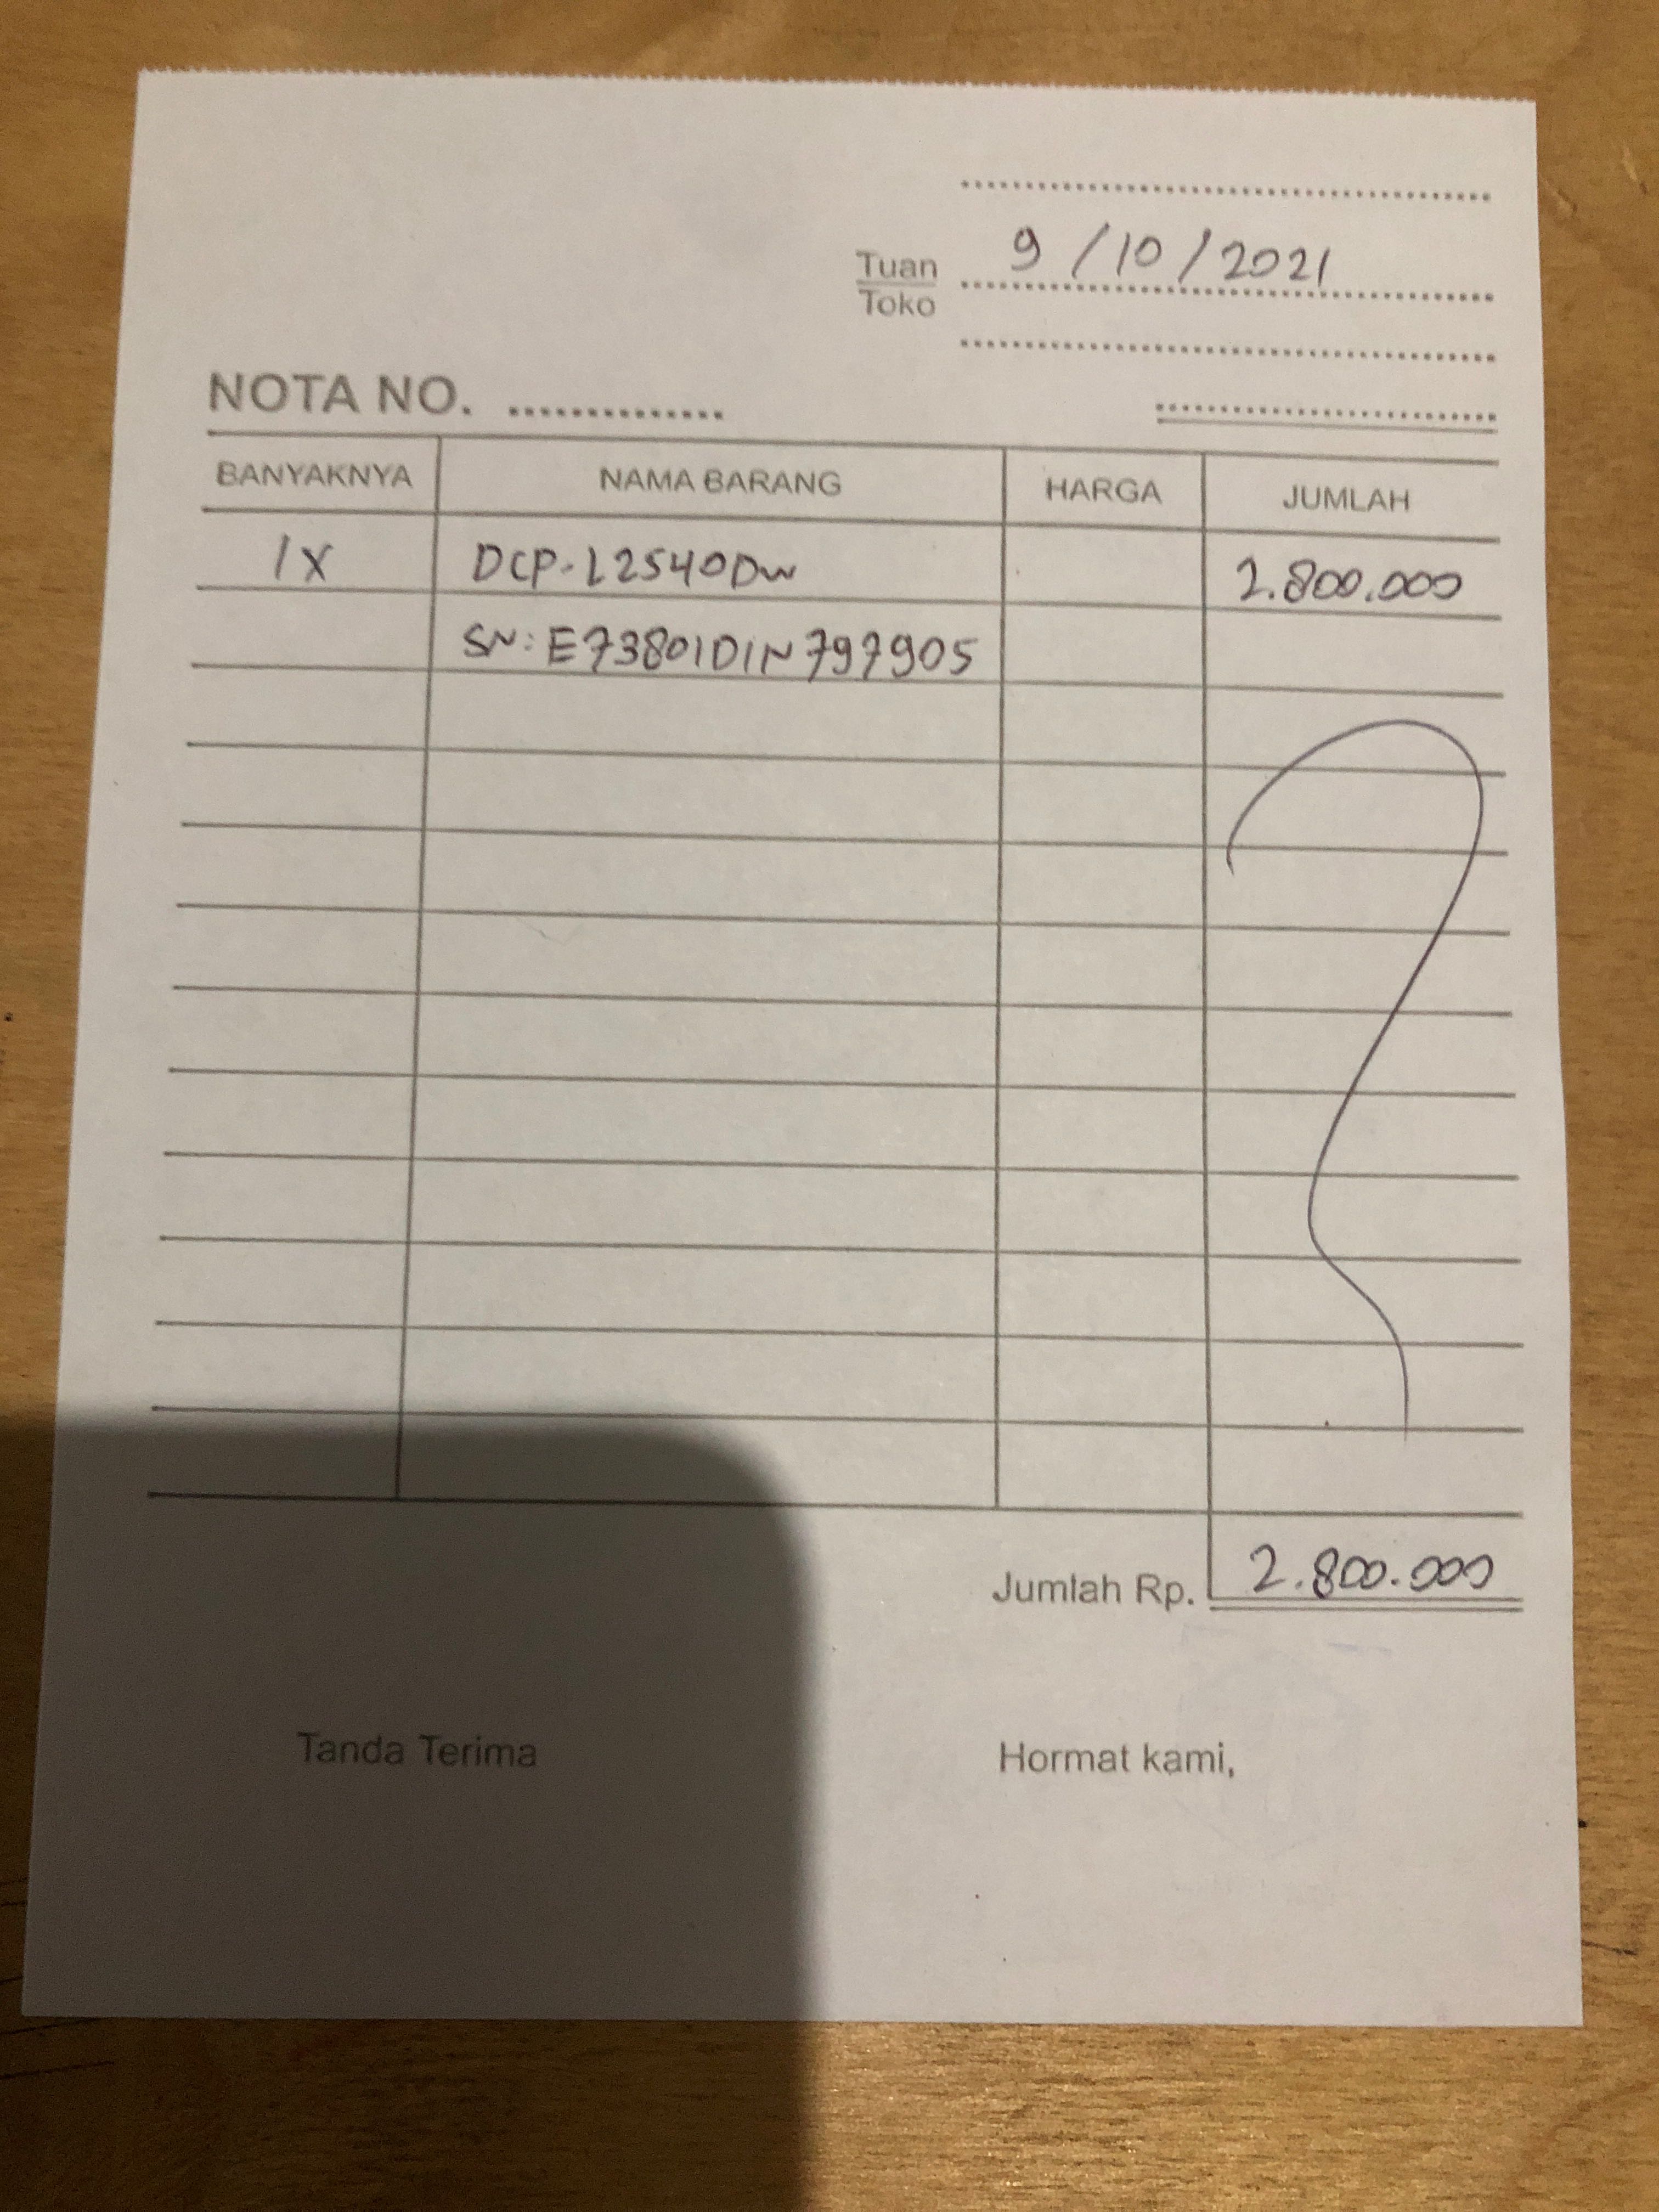 9/10/2021
Tuan
Toko
NOTA NO.
BANYAKNYA NAMA BARANG HARGA JUMLAH
1X DCP-L2540DW 2.800.000
SN: E73801D1N797905
Jumlah Rp. 2.800.000
Tanda Terima Hormat kami,